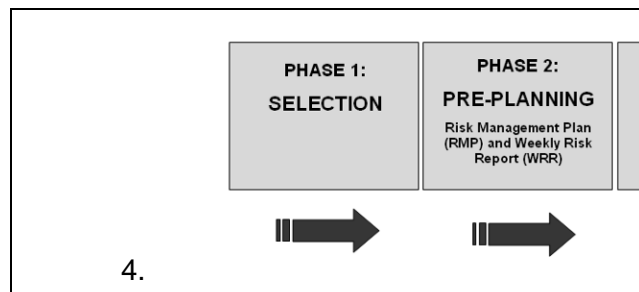 PHASE 1:
SELECTION
PHASE 2:
PRE-PLANNING
Risk Management Plan
(RMP) and Weekly Risk
Report (WRR)
4.